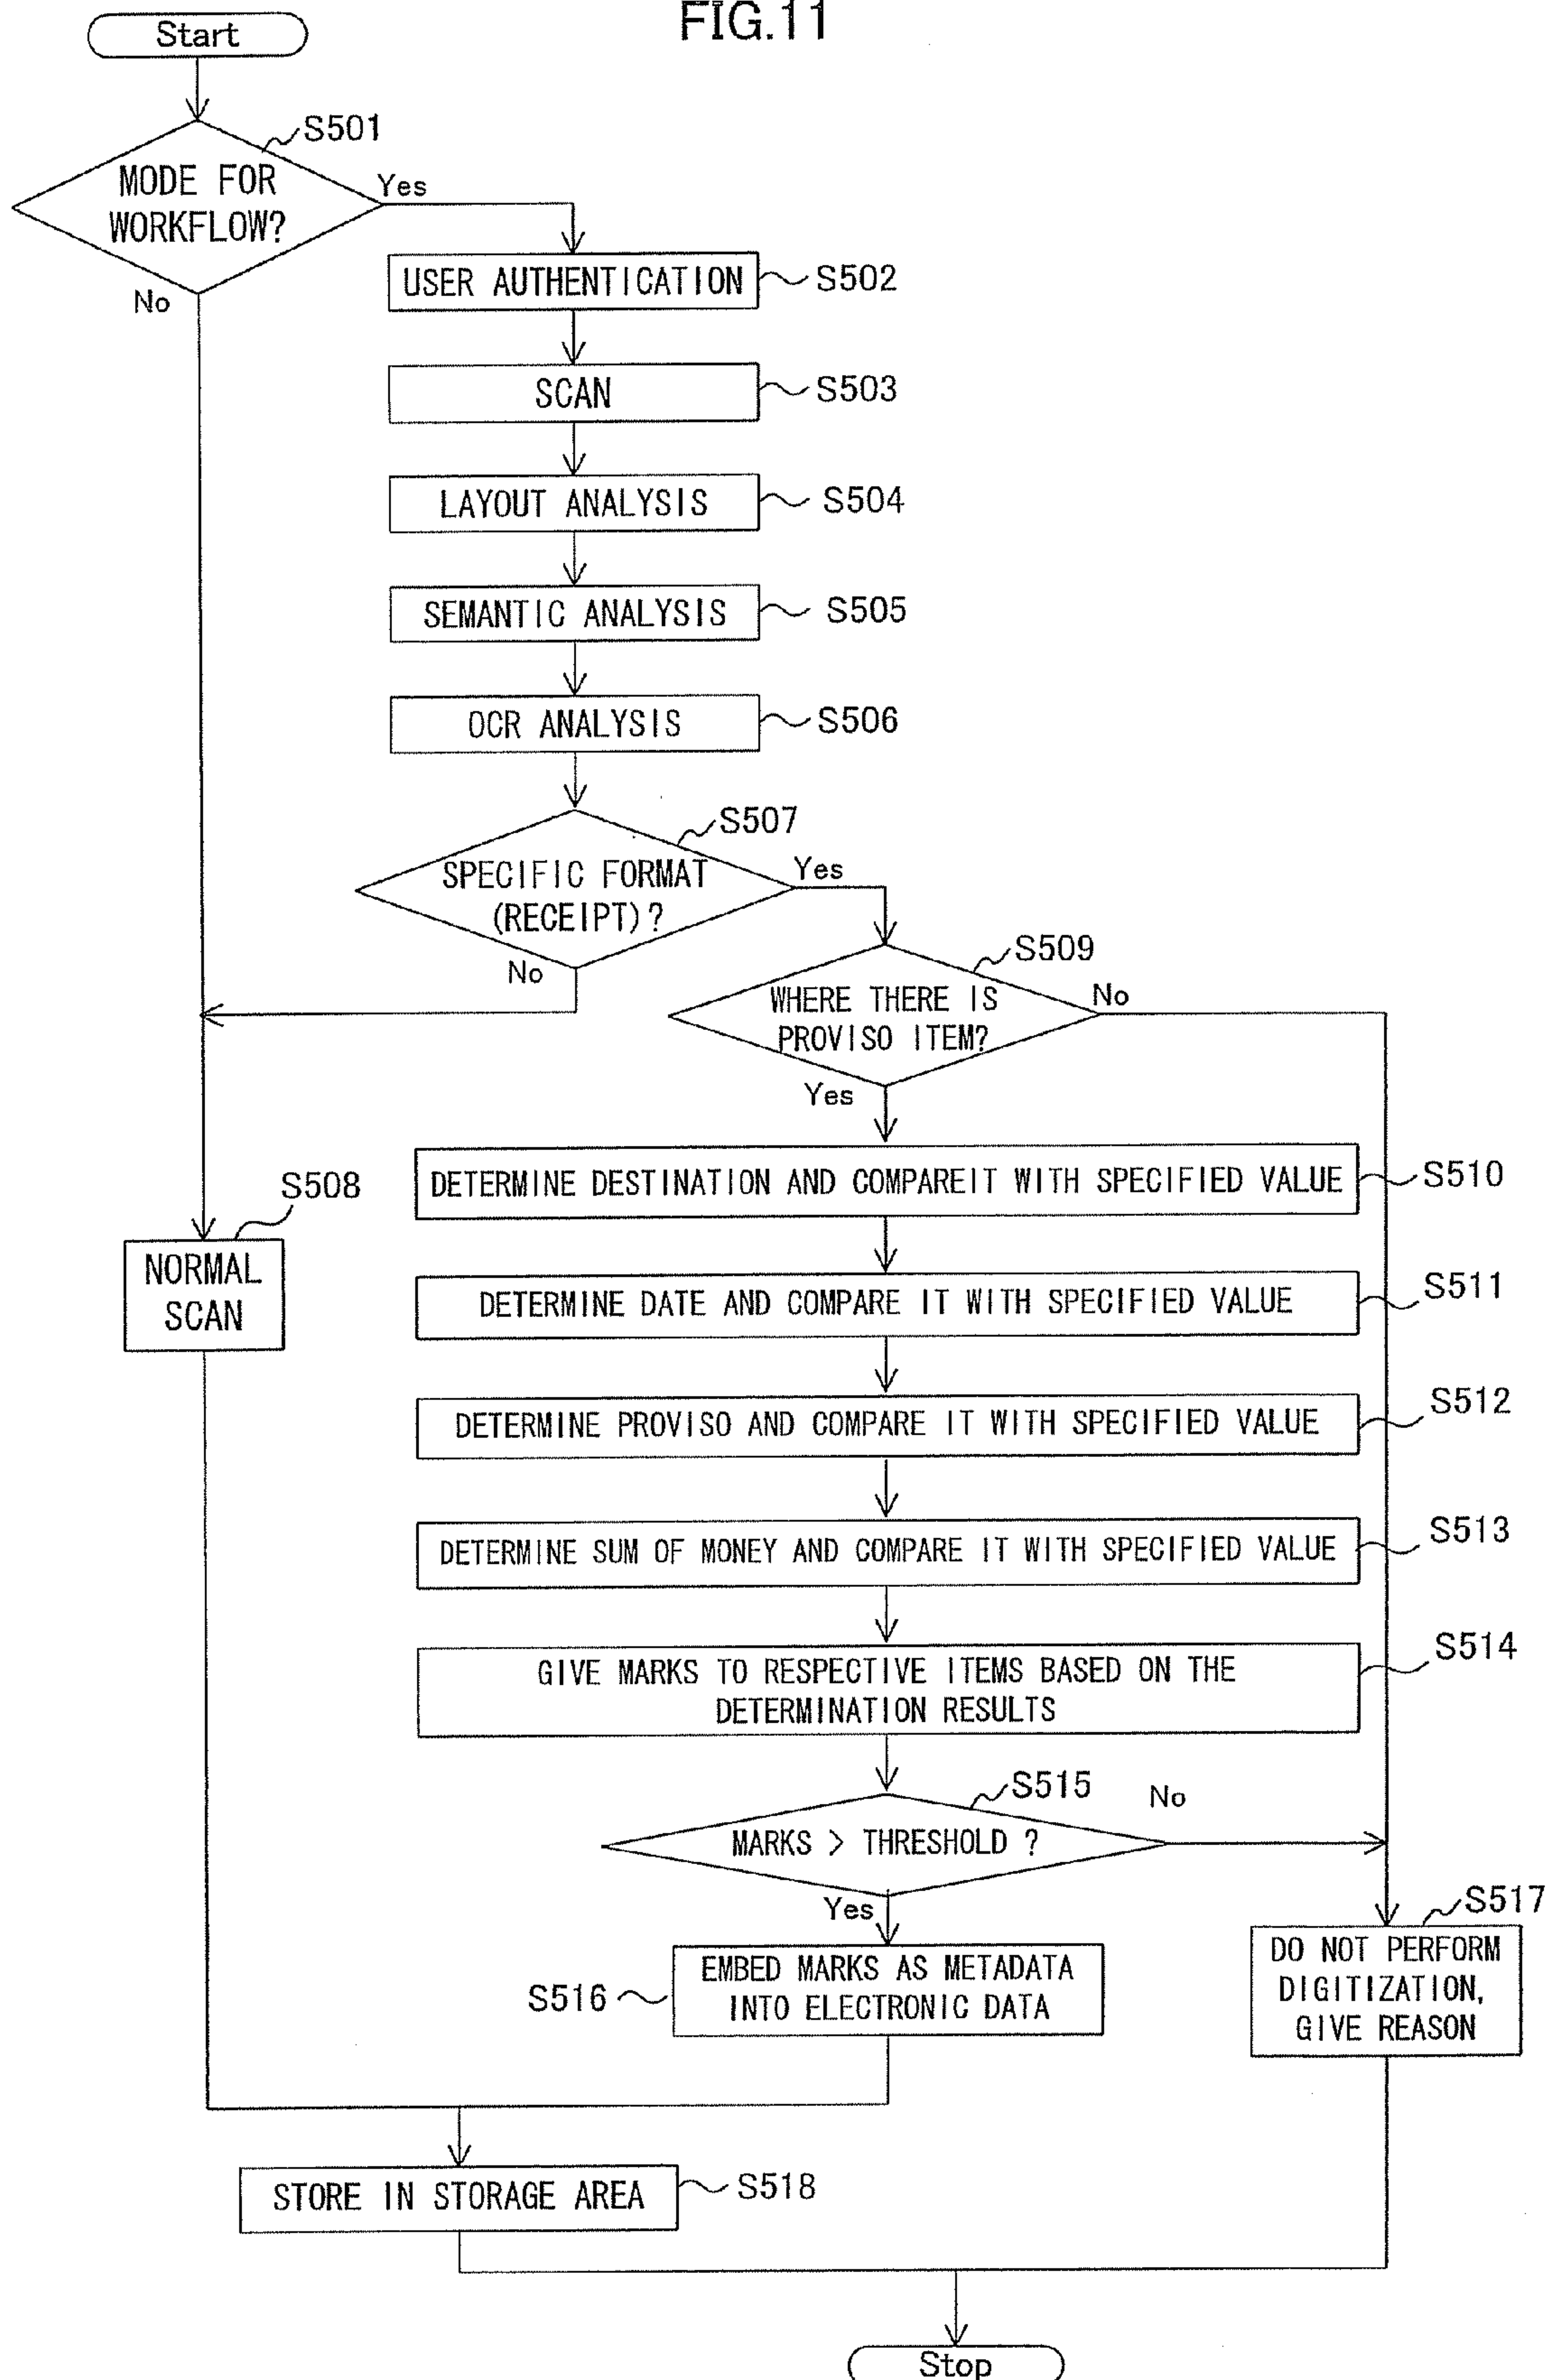 FIG.11
Start
S501
MODE FOR
WORKFLOW?
Yes
No
USER AUTHENTICATION
S502
SCAN
S503
LAYOUT ANALYSIS
S504
SEMANTIC ANALYSIS
S505
OCR ANALYSIS
S506
S507
SPECIFIC FORMAT
(RECEIPT)?
Yes
No
S509
WHERE THERE IS
PROVISO ITEM?
No
Yes
DETERMINE DESTINATION AND COMPAREIT WITH SPECIFIED VALUE
S510
S508
NORMAL
SCAN
DETERMINE DATE AND COMPARE IT WITH SPECIFIED VALUE
S511
DETERMINE PROVISO AND COMPARE IT WITH SPECIFIED VALUE
S512
DETERMINE SUM OF MONEY AND COMPARE IT WITH SPECIFIED VALUE
S513
GIVE MARKS TO RESPECTIVE ITEMS BASED ON THE
DETERMINATION RESULTS
S514
S515
No
MARKS > THRESHOLD ?
Yes
S517
EMBED MARKS AS METADATA
INTO ELECTRONIC DATA
S516
DO NOT PERFORM
DIGITIZATION,
GIVE REASON
STORE IN STORAGE AREA
S518
Stop